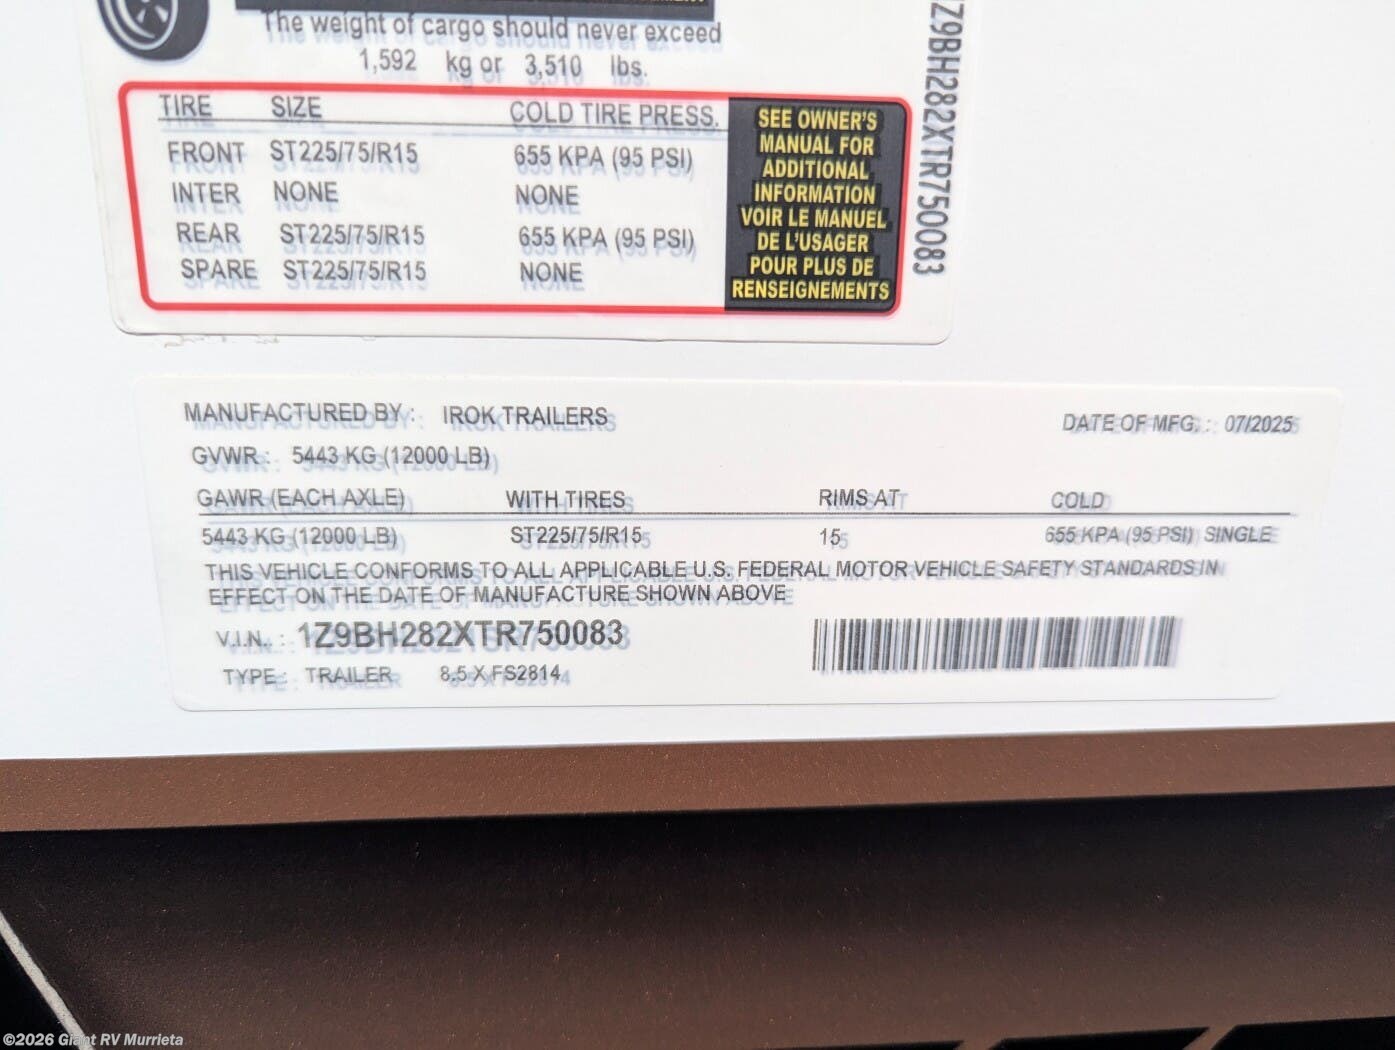 The weight of cargo should never exceed
1,592 kg or 3,510 lbs.
TIRE SIZE COLD TIRE PRESS.
FRONT ST225/75/R15 655 KPA (95 PSI)
INTER NONE NONE
REAR ST225/75/R15 655 KPA (95 PSI)
SPARE ST225/75/R15 NONE
SEE OWNER'S
MANUAL FOR
ADDITIONAL
INFORMATION
VOIR LE MANUEL
DE L'USAGER
POUR PLUS DE
RENSEIGNEMENTS
1Z9BH282XTR750083
MANUFACTURED BY : IROK TRAILERS DATE OF MFG. : 07/2025
GVWR : 5443 KG (12000 LB)
GAWR (EACH AXLE) WITH TIRES RIMS AT COLD
5443 KG (12000 LB) ST225/75/R15 15 655 KPA (95 PSI) SINGLE
THIS VEHICLE CONFORMS TO ALL APPLICABLE U.S. FEDERAL MOTOR VEHICLE SAFETY STANDARDS IN
EFFECT ON THE DATE OF MANUFACTURE SHOWN ABOVE
V.I.N. : 1Z9BH282XTR750083
TYPE : TRAILER 8.5 X FS2814
©2026 Giant RV Murrieta